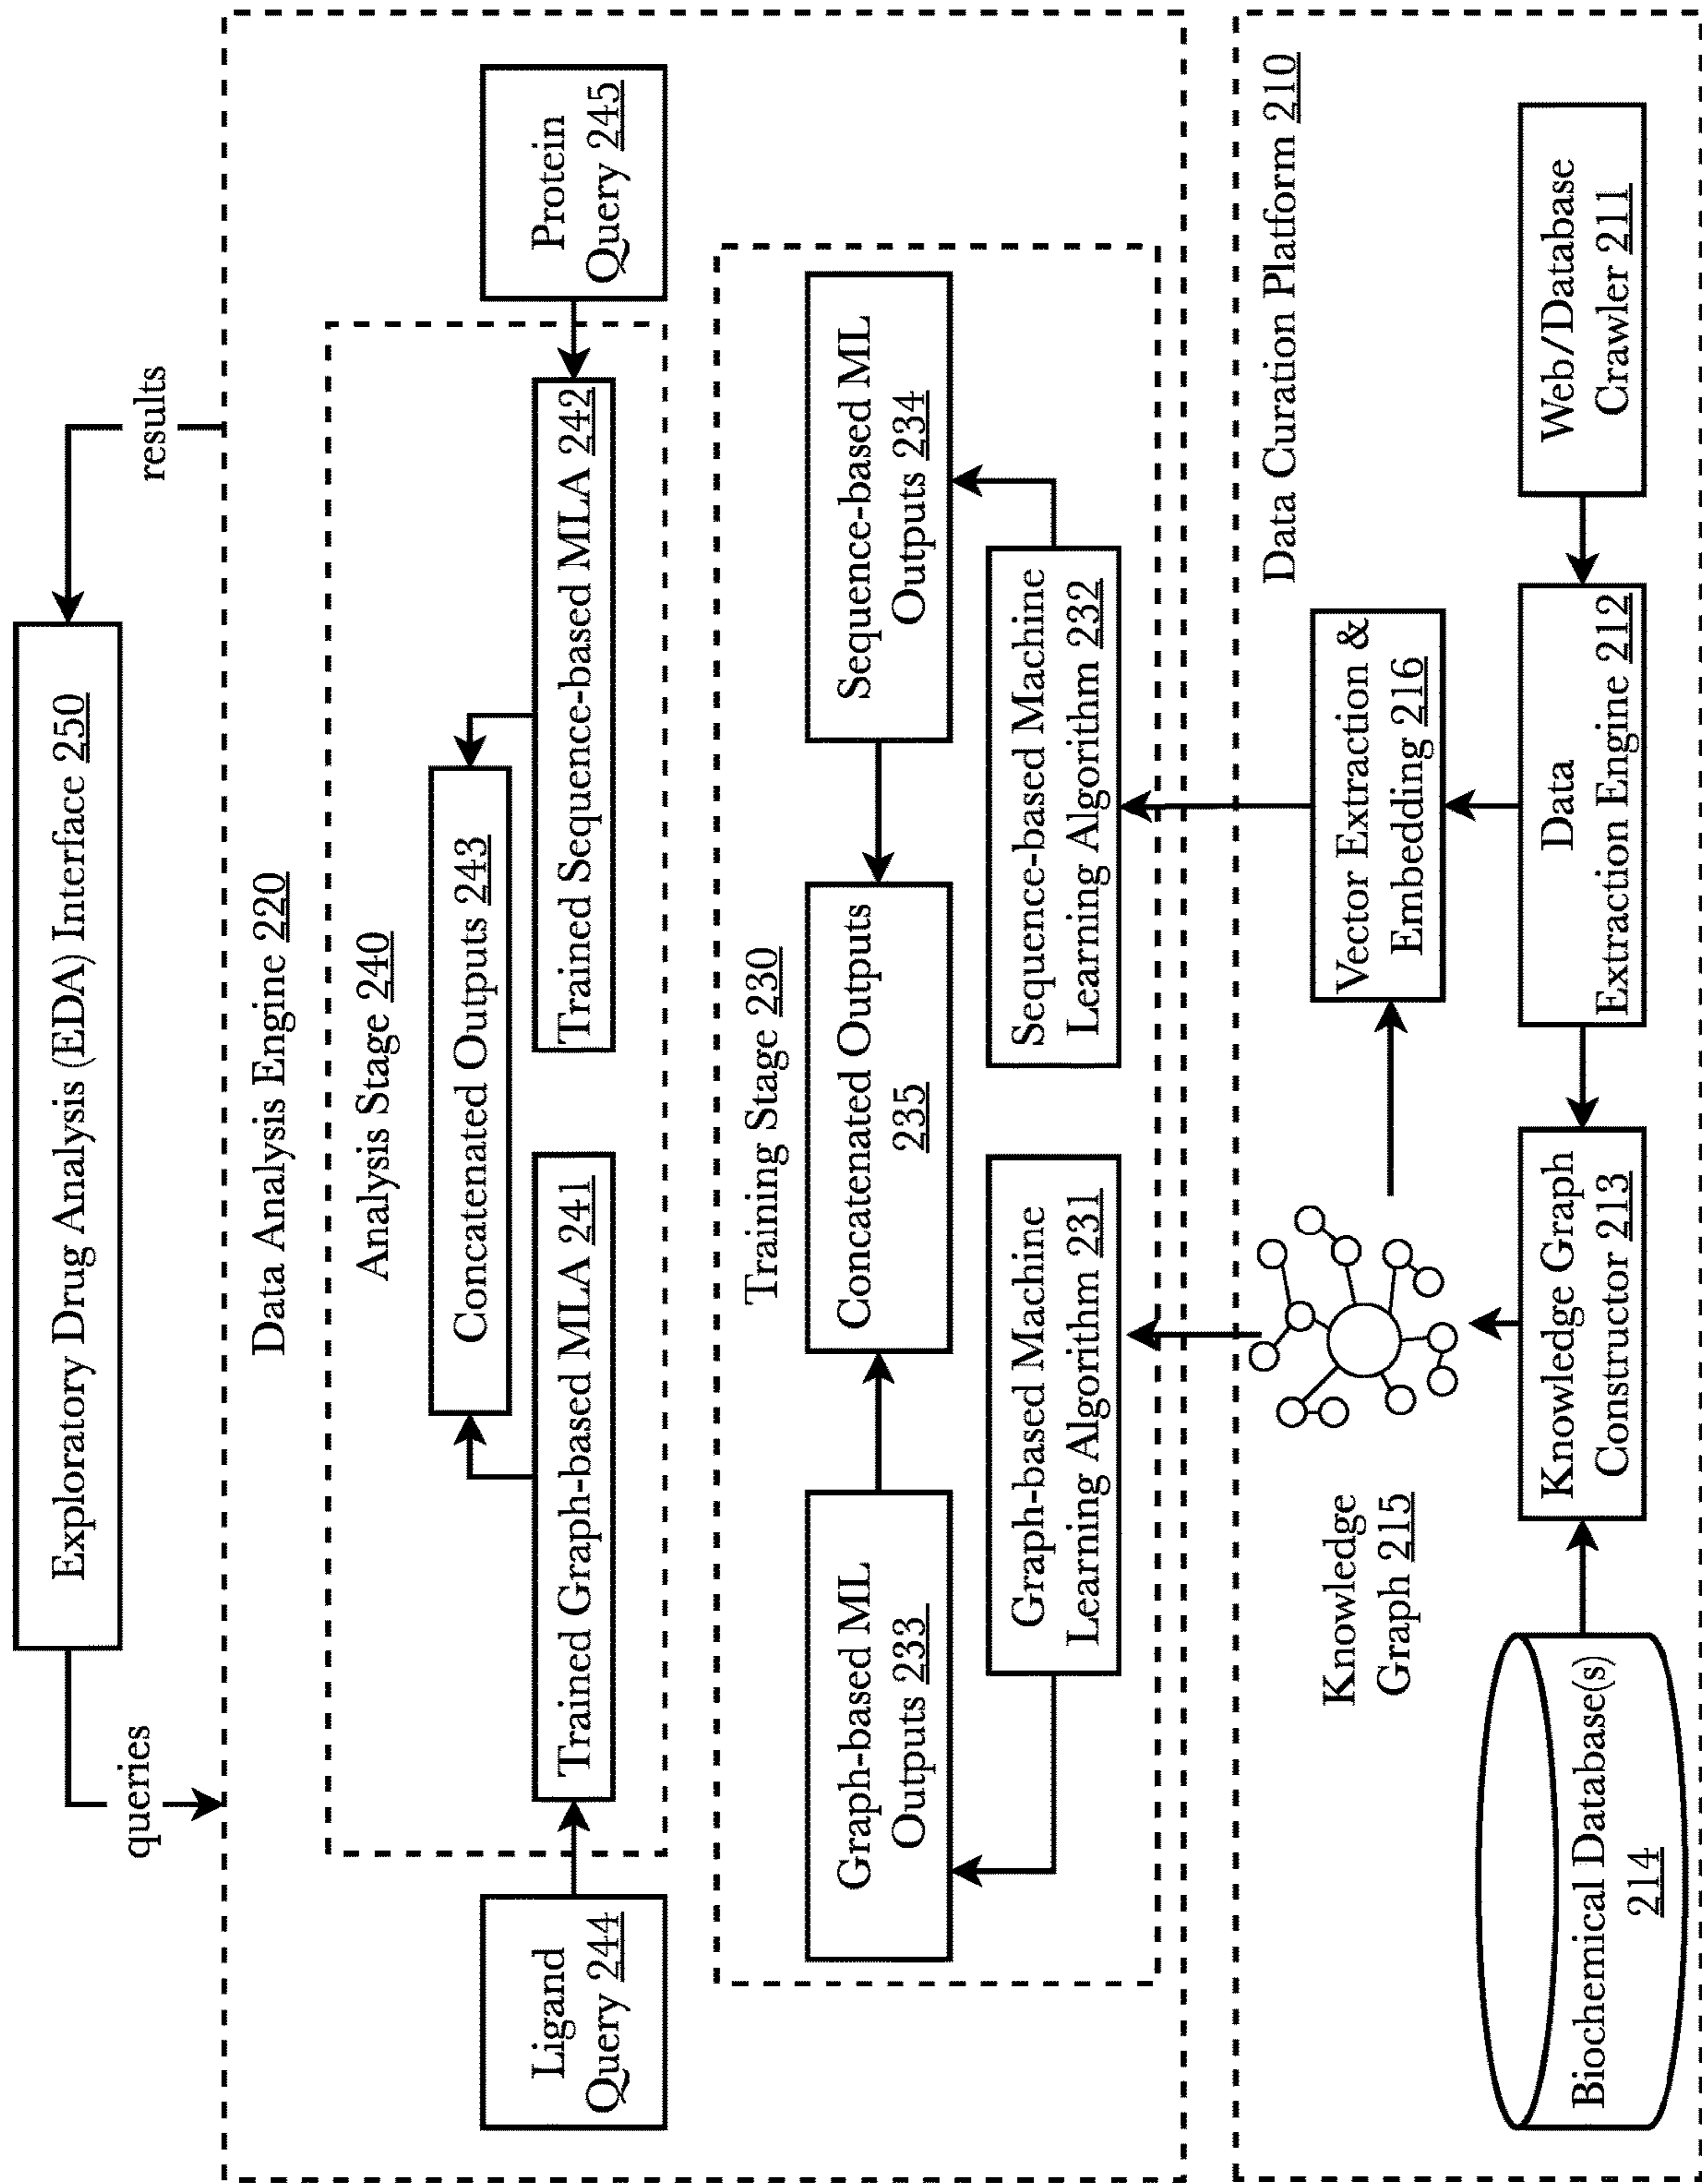 Exploratory Drug Analysis (EDA) Interface 250
queries
results
Data Analysis Engine 220
Analysis Stage 240
Concatenated Outputs 243
Ligand
Query 244
Trained Graph-based MLA 241
Trained Sequence-based MLA 242
Protein
Query 245
Training Stage 230
Graph-based ML
Outputs 233
Concatenated Outputs
235
Sequence-based ML
Outputs 234
Graph-based Machine
Learning Algorithm 231
Sequence-based Machine
Learning Algorithm 232
Data Curation Platform 210
Knowledge
Graph 215
Vector Extraction &
Embedding 216
Biochemical Database(s)
214
Knowledge Graph
Constructor 213
Data
Extraction Engine 212
Web/Database
Crawler 211